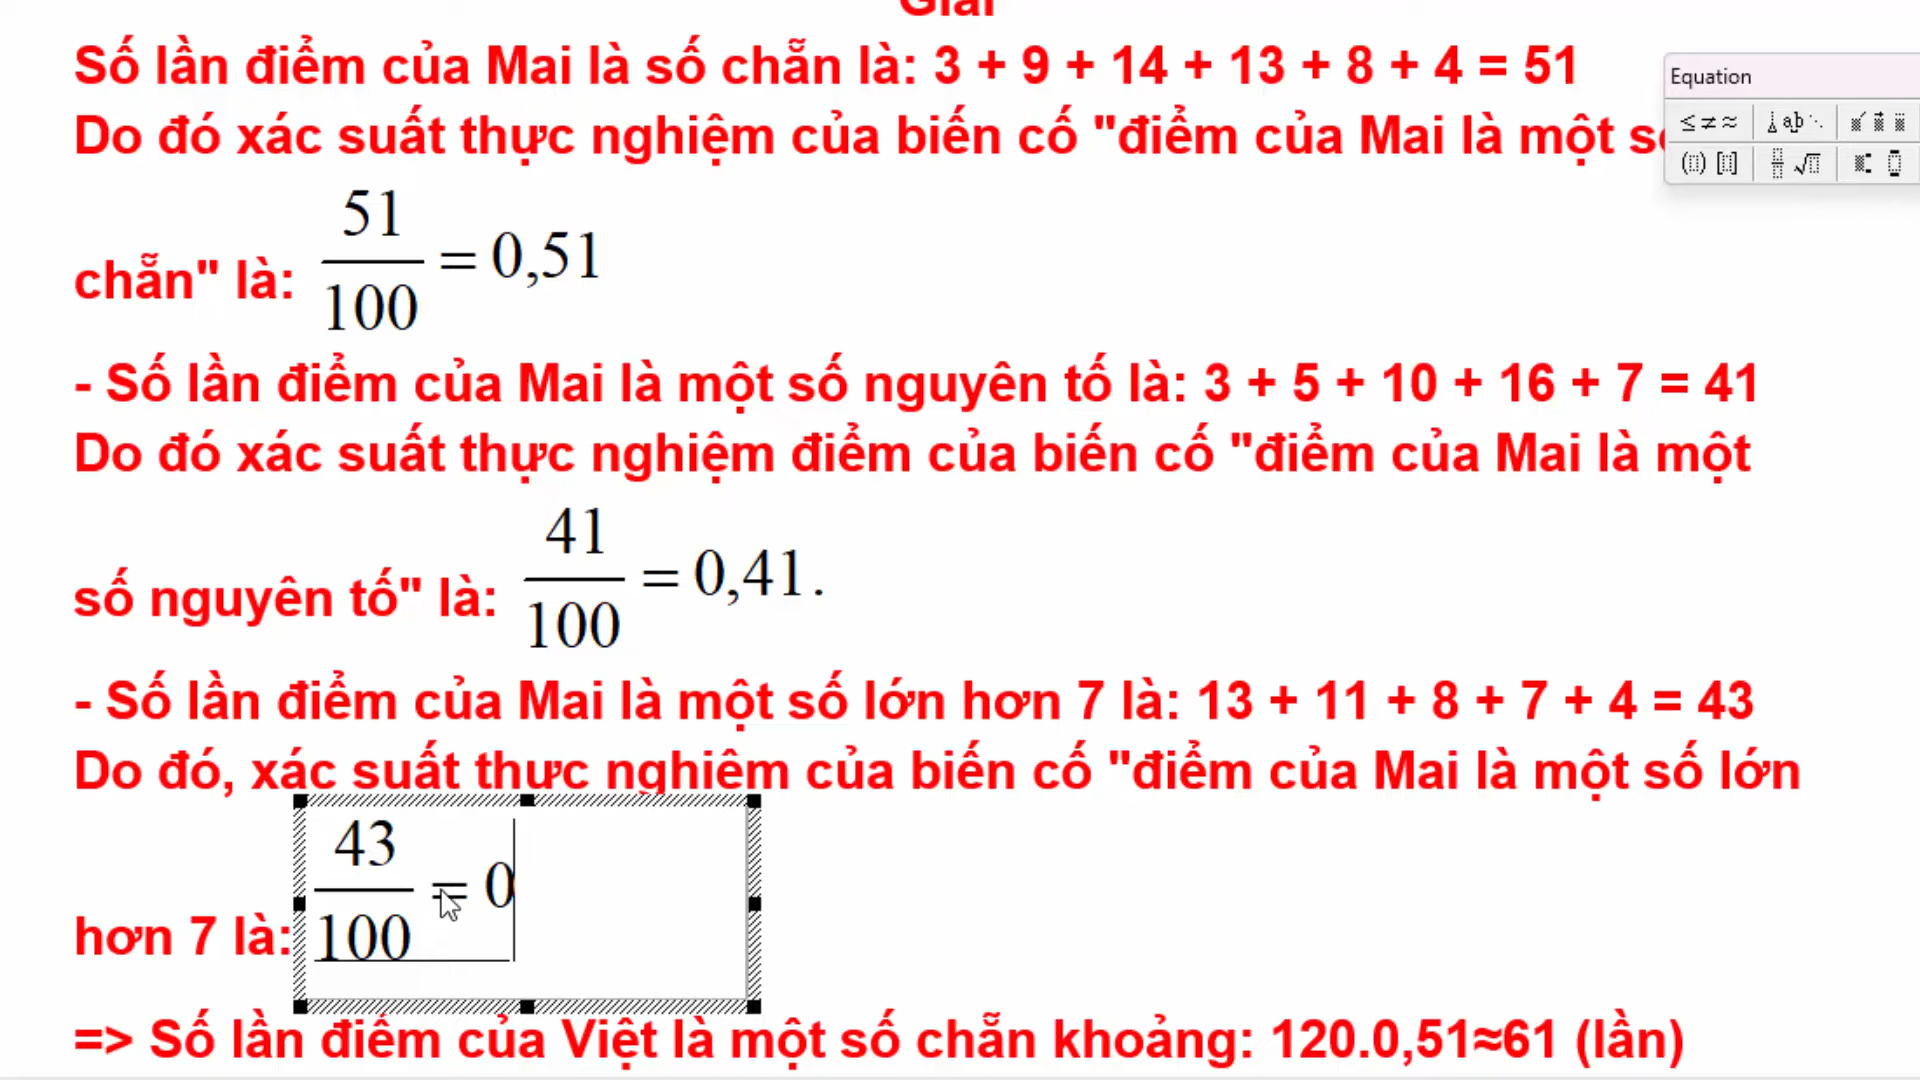 Giải
Số lần điểm của Mai là số chẵn là: 3 + 9 + 14 + 13 + 8 + 4 = 51
Equation
Do đó xác suất thực nghiệm của biến cố "điểm của Mai là một số
chẵn" là: 51/100 = 0,51
- Số lần điểm của Mai là một số nguyên tố là: 3 + 5 + 10 + 16 + 7 = 41
Do đó xác suất thực nghiệm điểm của biến cố "điểm của Mai là một
số nguyên tố" là: 41/100 = 0,41.
- Số lần điểm của Mai là một số lớn hơn 7 là: 13 + 11 + 8 + 7 + 4 = 43
Do đó, xác suất thực nghiệm của biến cố "điểm của Mai là một số lớn
hơn 7 là: 43/100 = 0
=> Số lần điểm của Việt là một số chẵn khoảng: 120.0,51≈61 (lần)